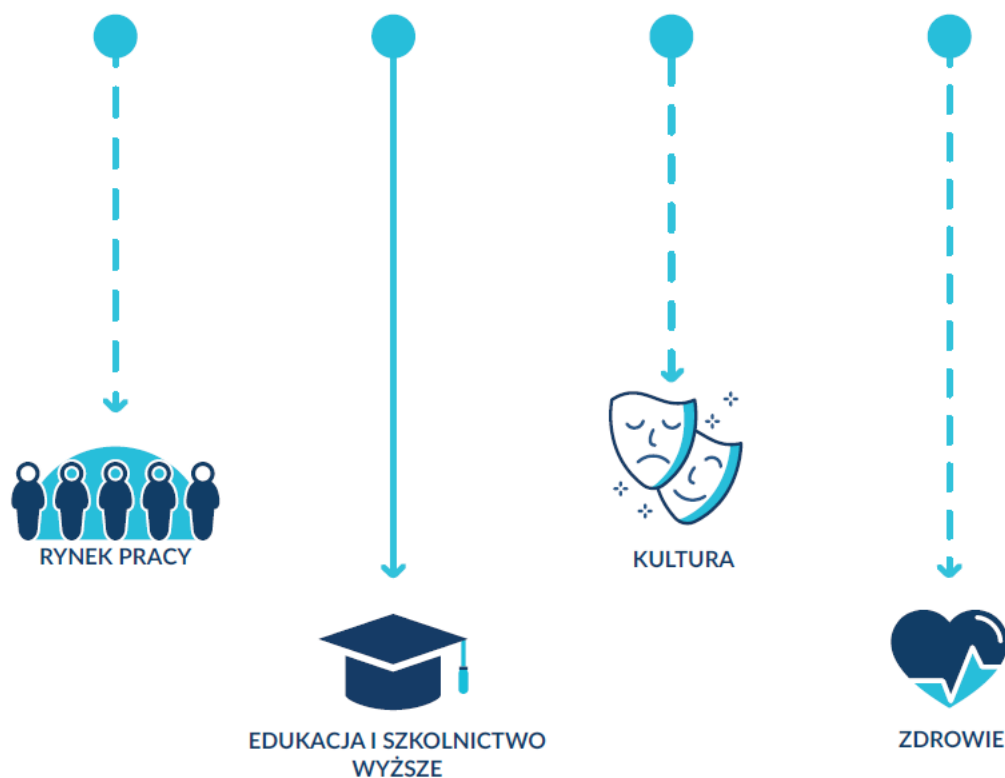 RYNEK PRACY
EDUKACJA I SZKOLNICTWO
WYŻSZE
KULTURA
ZDROWIE